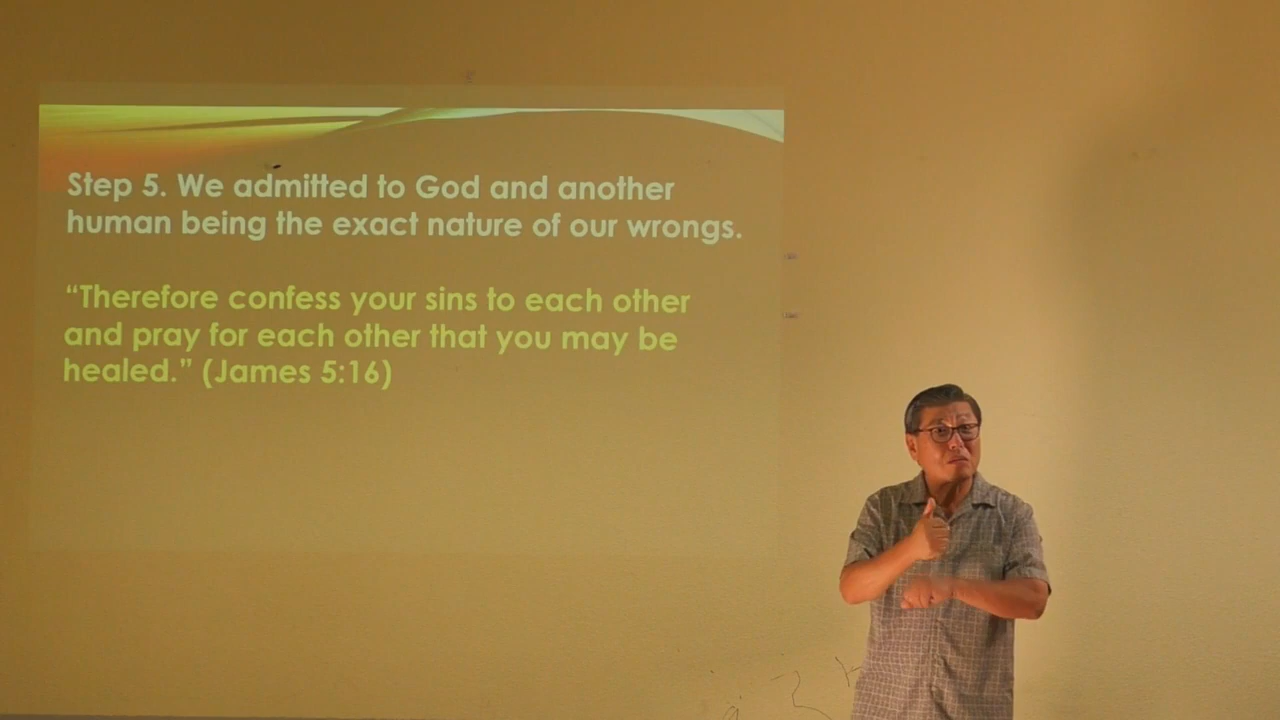 Step 5. We admitted to God and another
human being the exact nature of our wrongs.
“Therefore confess your sins to each other
and pray for each other that you may be
healed.” (James 5:16)